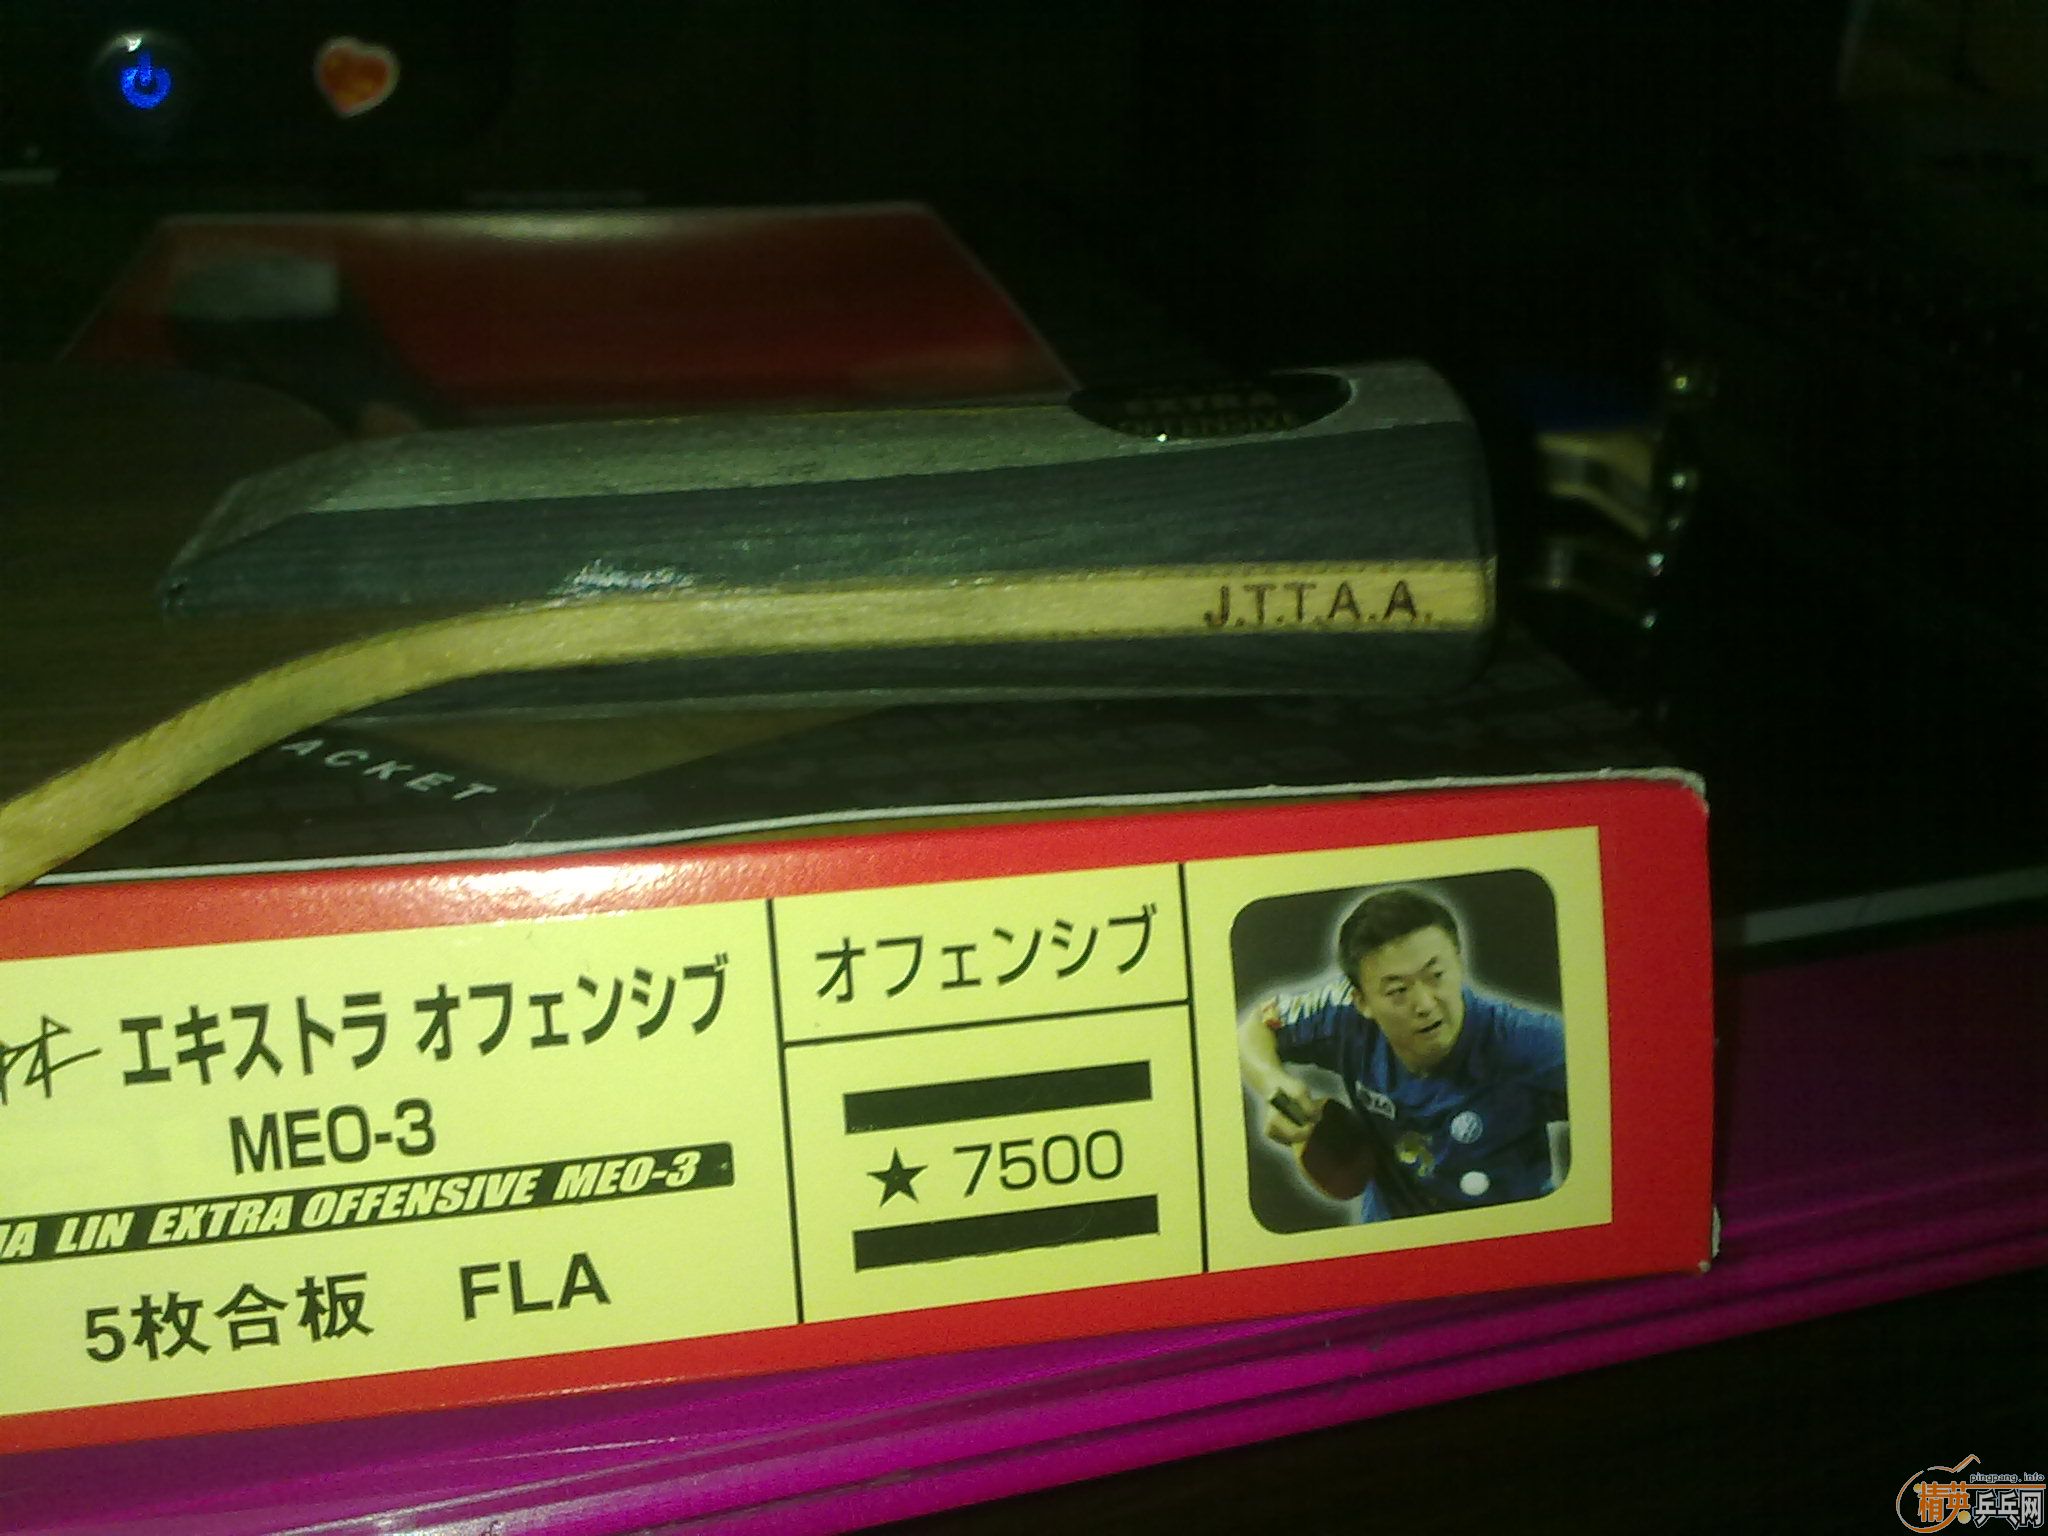 EXTRA
OFFENSIVE
J.T.T.A.A.
ACKET
エキストラ オフェンシブ
MEO-3
LIN EXTRA OFFENSIVE MEO-3
5枚合板 FLA
オフェンシブ
★ 7500
pingpang.info
精英乒乓网